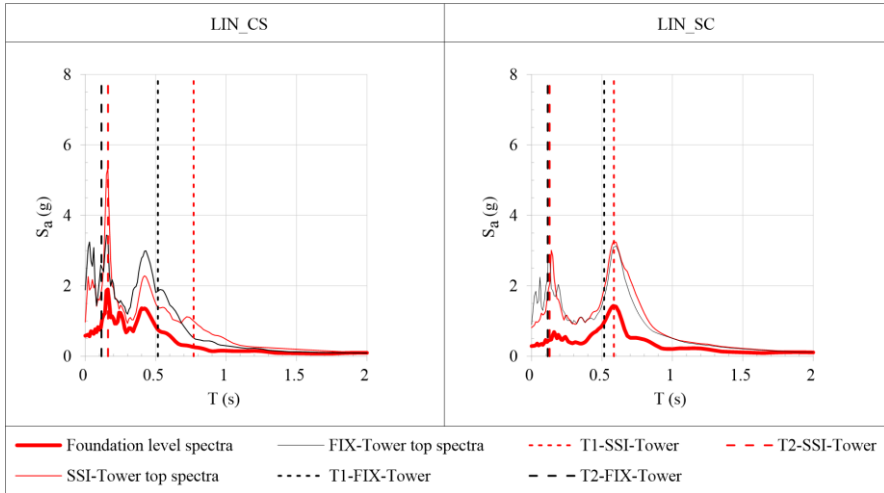 LIN_CS
LIN_SC
8
6
4
2
0
Sa (g)
0
0.5
1
1.5
2
T (s)
8
6
4
2
0
Sa (g)
0
0.5
1
1.5
2
T (s)
Foundation level spectra
FIX-Tower top spectra
T1-SSI-Tower
T2-SSI-Tower
SSI-Tower top spectra
T1-FIX-Tower
T2-FIX-Tower